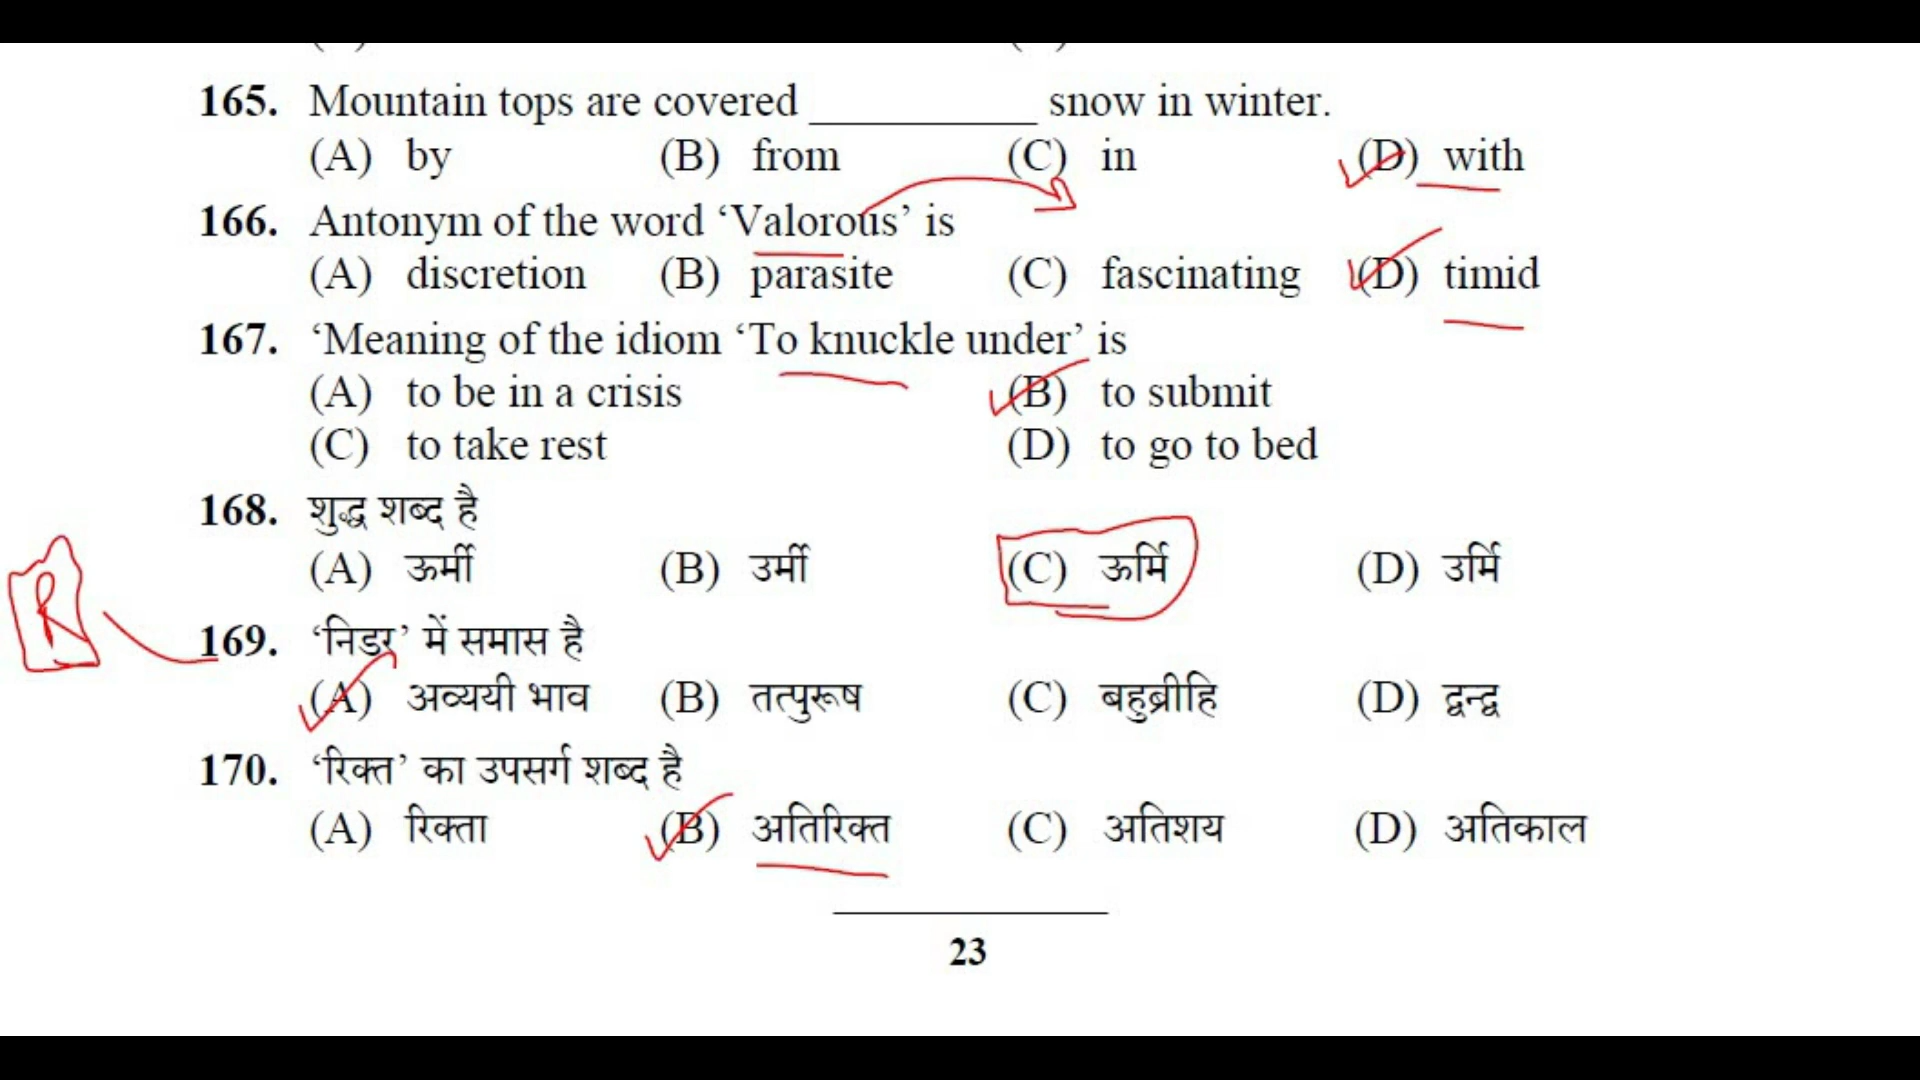 165. Mountain tops are covered __________ snow in winter.
(A) by (B) from (C) in (D) with
166. Antonym of the word ‘Valorous’ is
(A) discretion (B) parasite (C) fascinating (D) timid
167. ‘Meaning of the idiom ‘To knuckle under’ is
(A) to be in a crisis (B) to submit
(C) to take rest (D) to go to bed
168. शुद्ध शब्द है
(A) ऊर्मी (B) उर्मी (C) ऊर्मि (D) उर्मि
R
169. ‘निडर’ में समास है
(A) अव्ययी भाव (B) तत्पुरूष (C) बहुब्रीहि (D) द्वन्द्व
170. ‘रिक्त’ का उपसर्ग शब्द है
(A) रिक्ता (B) अतिरिक्त (C) अतिशय (D) अतिकाल
23